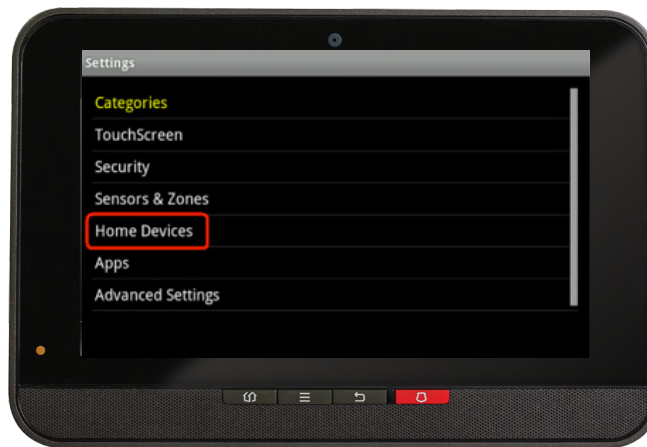 Settings
Categories
TouchScreen
Security
Sensors & Zones
Home Devices
Apps
Advanced Settings